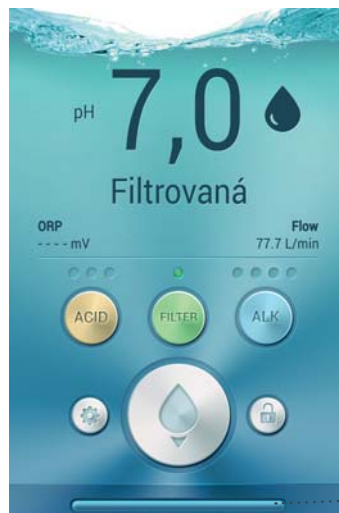 pH 7,0
Filtrovaná
ORP Flow
---- mV 77.7 L/min
ACID FILTER ALK